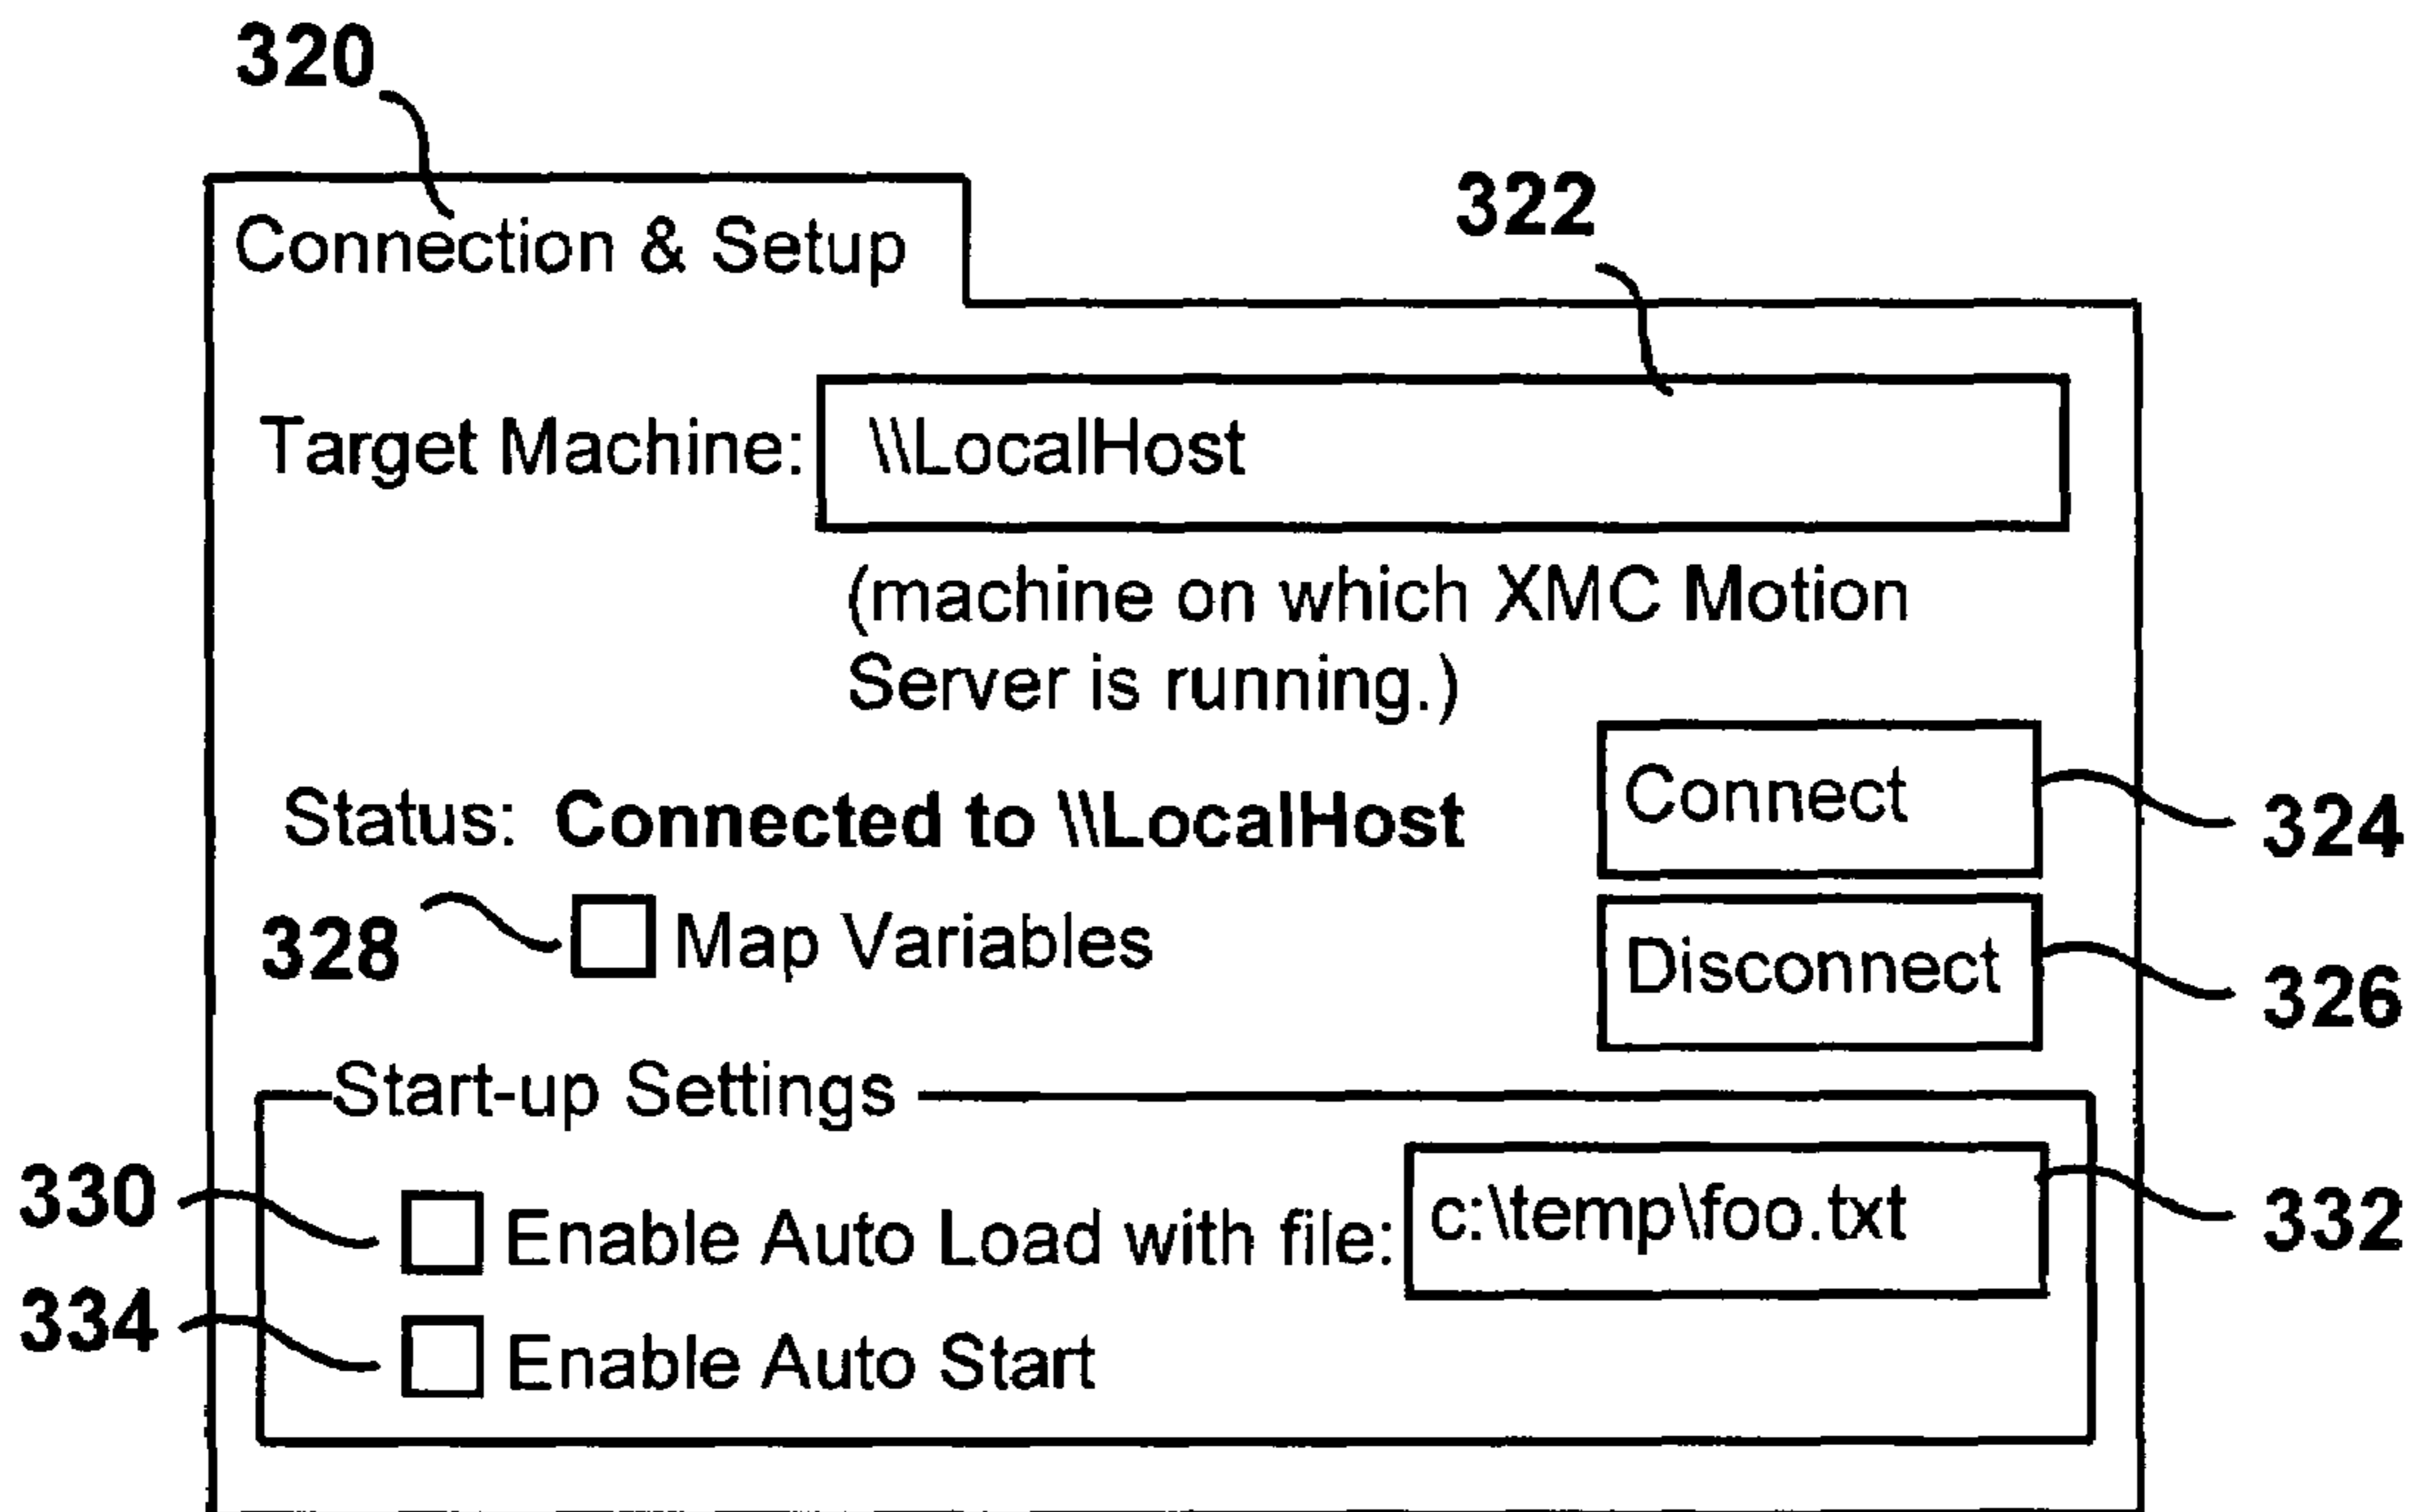 320
Connection & Setup
322
Target Machine: \\LocalHost
(machine on which XMC Motion
Server is running.)
Connect
324
Status: Connected to \\LocalHost
328
Map Variables
Disconnect
326
Start-up Settings
330
Enable Auto Load with file: c:\temp\foo.txt
332
334
Enable Auto Start